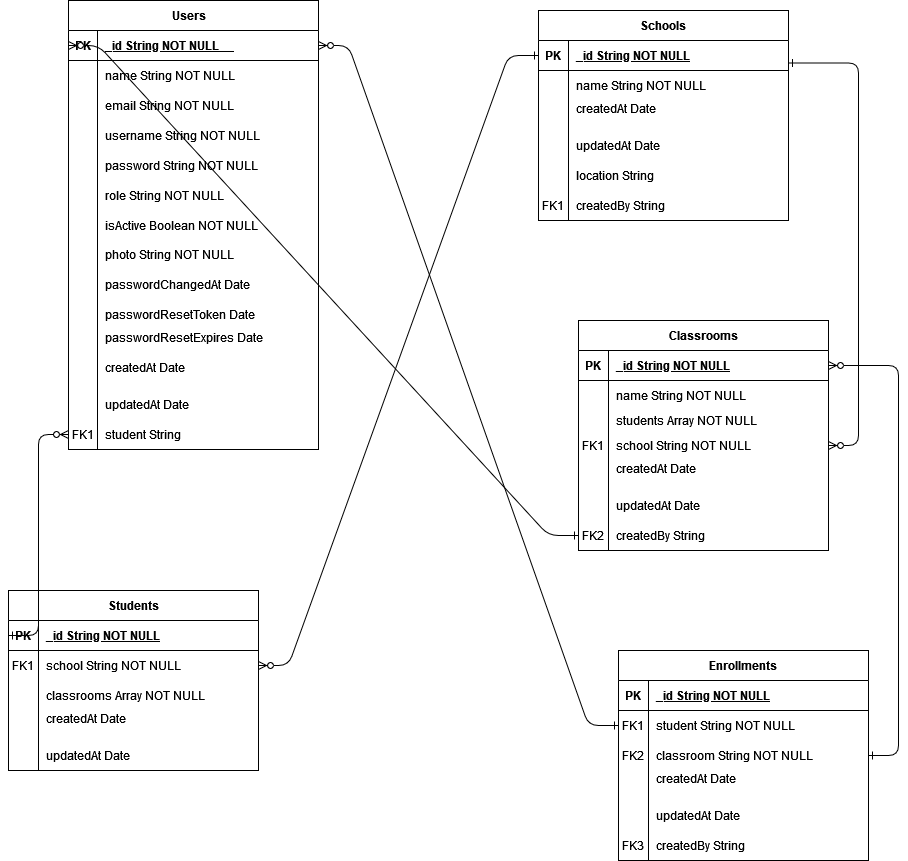 Users
PK _id String NOT NULL
name String NOT NULL
email String NOT NULL
username String NOT NULL
password String NOT NULL
role String NOT NULL
isActive Boolean NOT NULL
photo String NOT NULL
passwordChangedAt Date
passwordResetToken Date
passwordResetExpires Date
createdAt Date
updatedAt Date
FK1 student String
Schools
PK _id String NOT NULL
name String NOT NULL
createdAt Date
updatedAt Date
location String
FK1 createdBy String
Classrooms
PK _id String NOT NULL
name String NOT NULL
students Array NOT NULL
FK1 school String NOT NULL
createdAt Date
updatedAt Date
FK2 createdBy String
Students
PK _id String NOT NULL
FK1 school String NOT NULL
classrooms Array NOT NULL
createdAt Date
updatedAt Date
Enrollments
PK _id String NOT NULL
FK1 student String NOT NULL
FK2 classroom String NOT NULL
createdAt Date
updatedAt Date
FK3 createdBy String